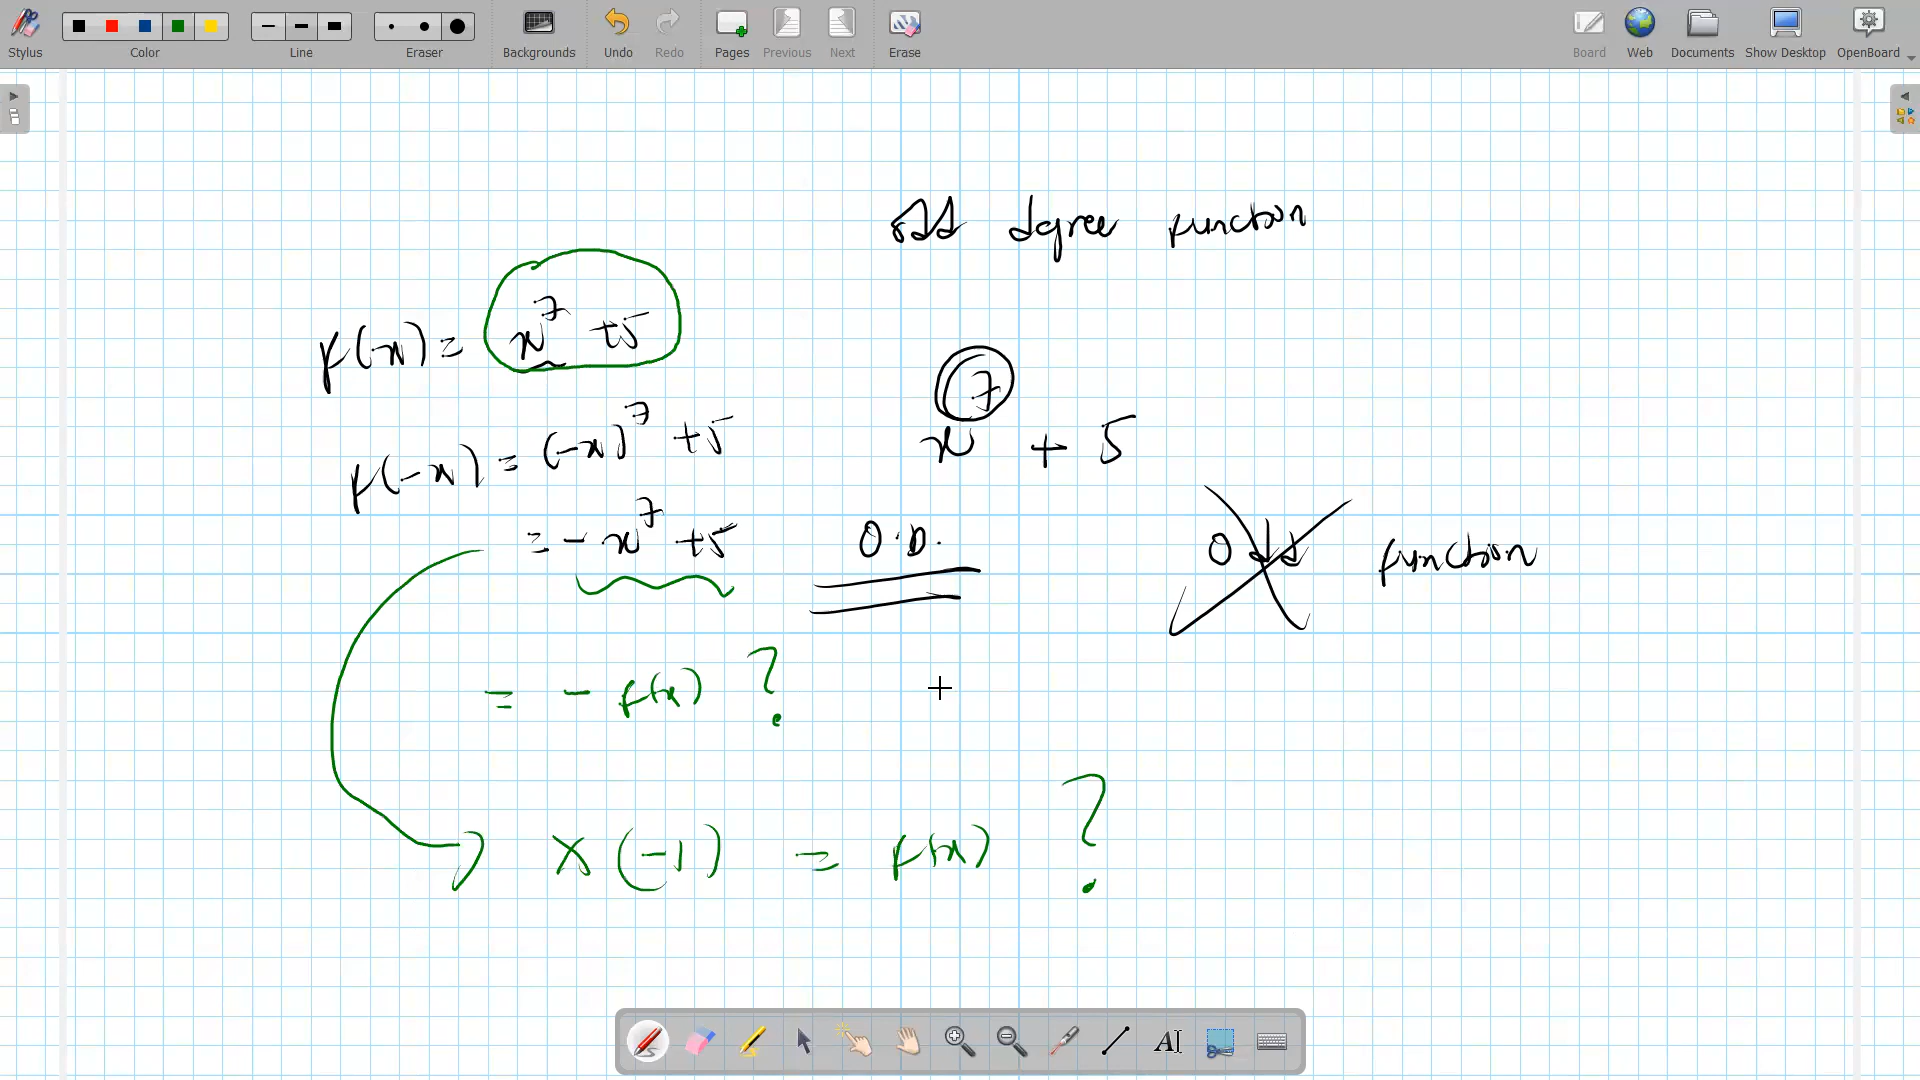 Stylus Color Line Eraser Backgrounds Undo Redo Pages Previous Next Erase Board Web Documents Show Desktop OpenBoard
odd dgree function
f(-x) = x^7 +5
7
x + 5
f(-x) = (-x)^7 +5
= -x^7 +5
O.D.
Odd function
= - f(x) ?
x (-1) = f(x) ?